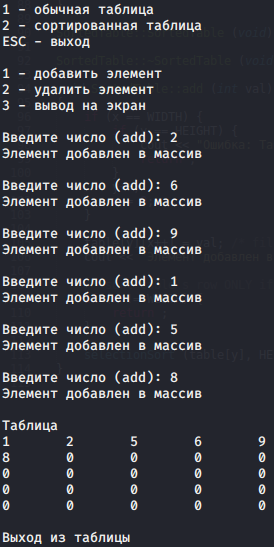 1 - обычная таблица
2 - сортированная таблица
ESC - выход
1 - добавить элемент
2 - удалить элемент
3 - вывод на экран
Введите число (add): 2
Элемент добавлен в массив
Введите число (add): 6
Элемент добавлен в массив
Введите число (add): 9
Элемент добавлен в массив
Введите число (add): 1
Элемент добавлен в массив
Введите число (add): 5
Элемент добавлен в массив
Введите число (add): 8
Элемент добавлен в массив
Таблица
1 2 5 6 9
8 0 0 0 0
0 0 0 0 0
0 0 0 0 0
0 0 0 0 0
Выход из таблицы